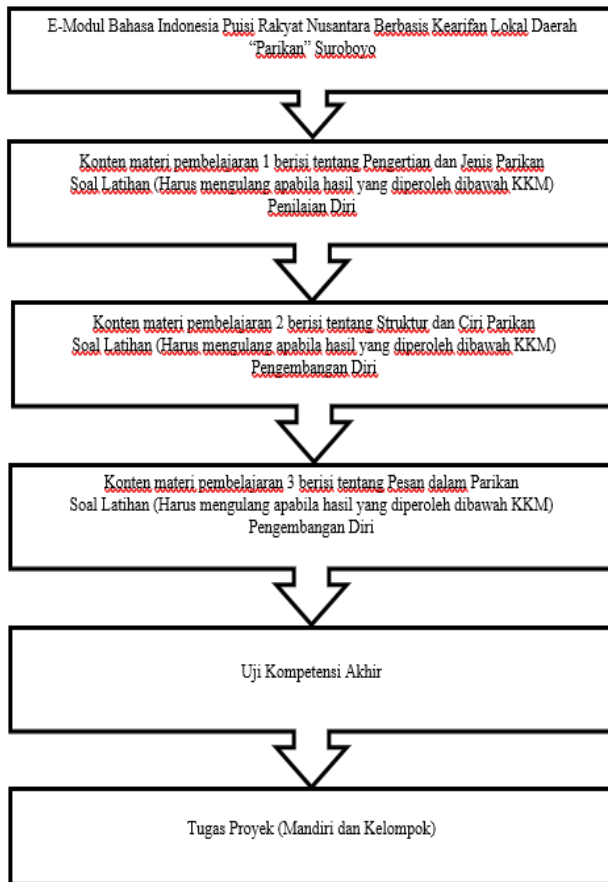 E-Modul Bahasa Indonesia Puisi Rakyat Nusantara Berbasis Kearifan Lokal Daerah
“Parikan” Suroboyo
Konten materi pembelajaran 1 berisi tentang Pengertian dan Jenis Parikan
Soal Latihan (Harus mengulang apabila hasil yang diperoleh dibawah KKM)
Penilaian Diri
Konten materi pembelajaran 2 berisi tentang Struktur dan Ciri Parikan
Soal Latihan (Harus mengulang apabila hasil yang diperoleh dibawah KKM)
Pengembangan Diri
Konten materi pembelajaran 3 berisi tentang Pesan dalam Parikan
Soal Latihan (Harus mengulang apabila hasil yang diperoleh dibawah KKM)
Pengembangan Diri
Uji Kompetensi Akhir
Tugas Proyek (Mandiri dan Kelompok)